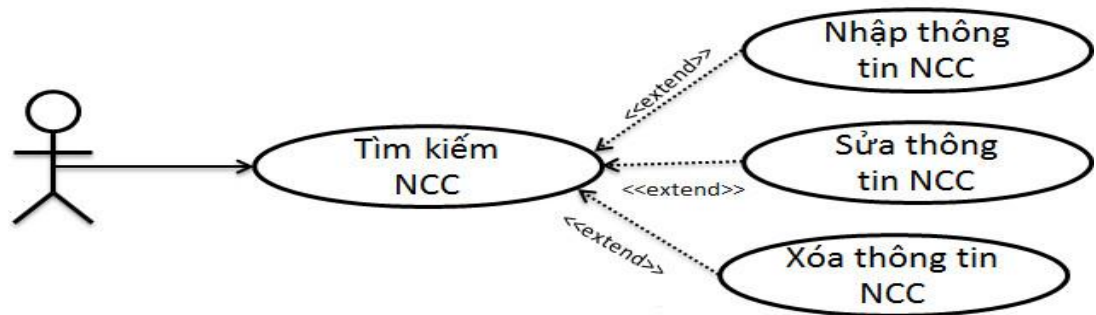 Nhập thông
tin NCC
<<extend>>
Tìm kiếm
NCC
Sửa thông
tin NCC
<<extend>>
<<extend>>
Xóa thông tin
NCC